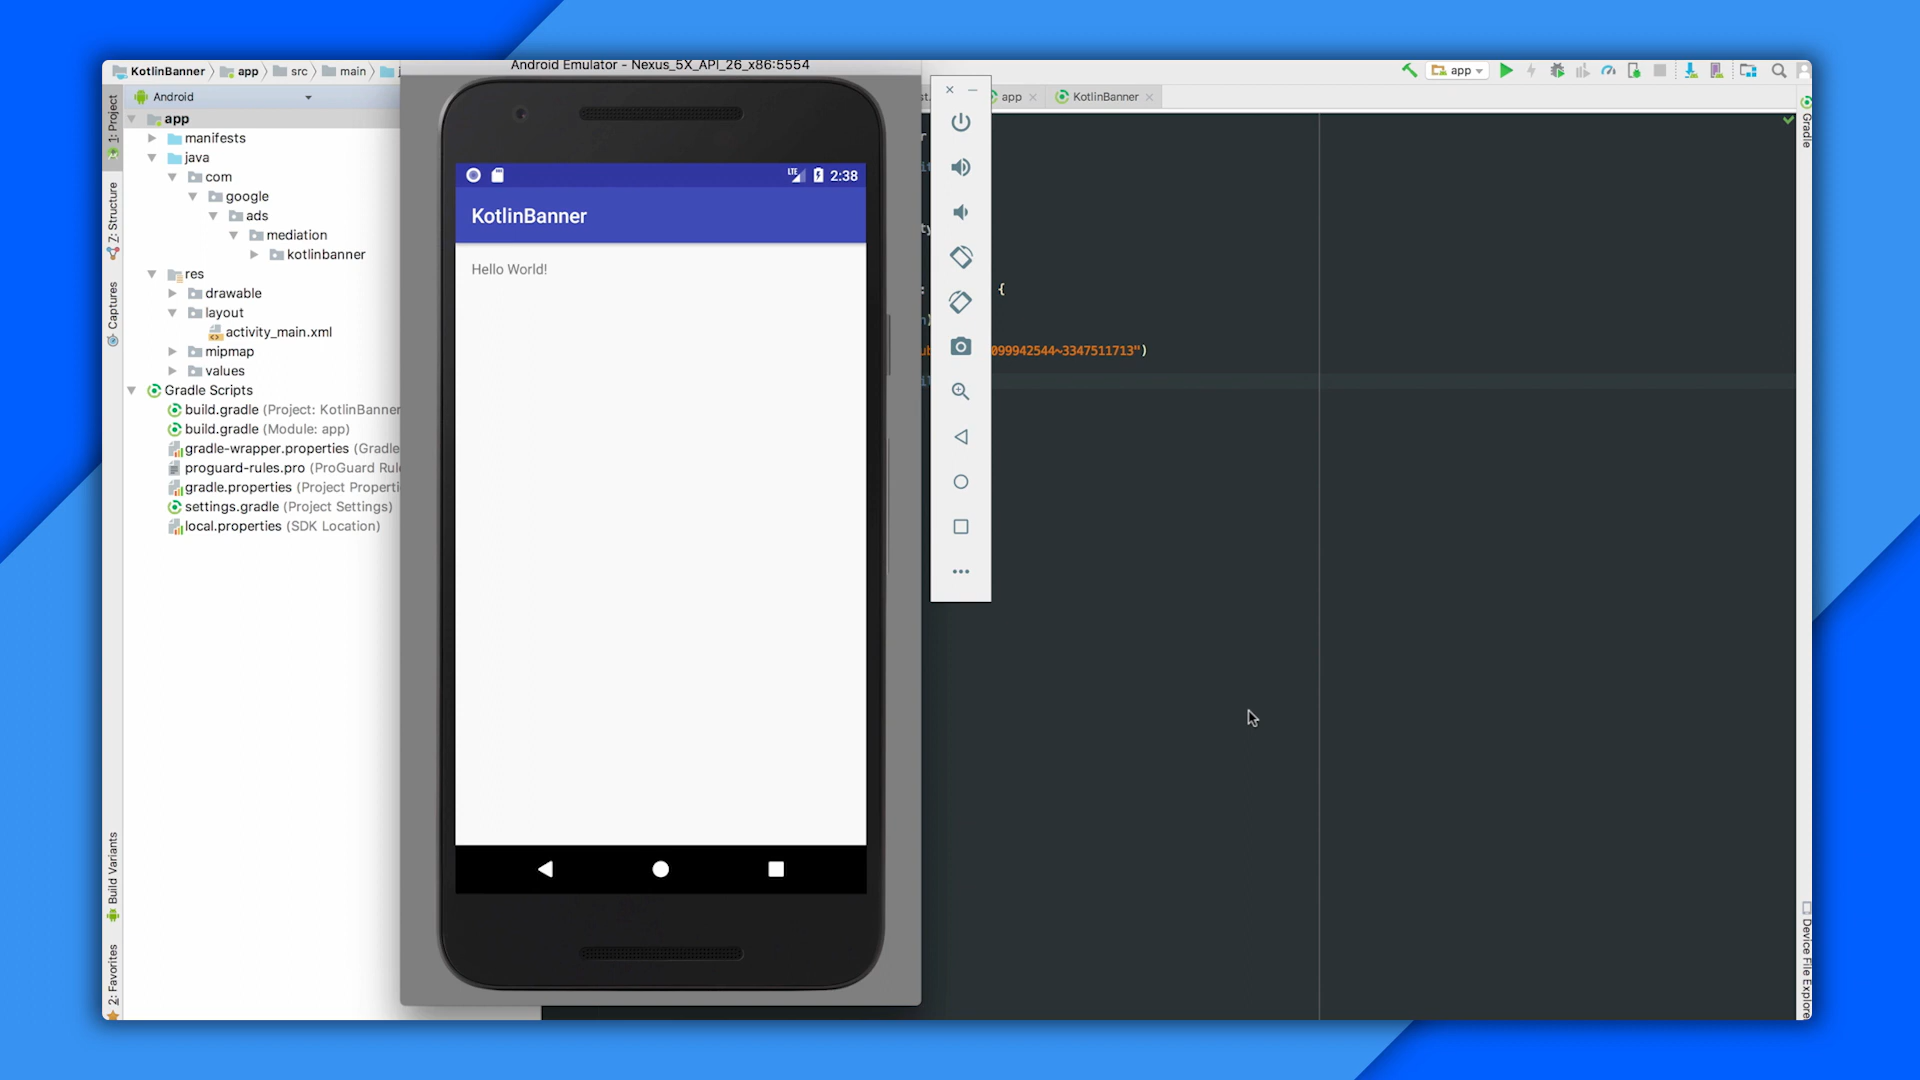 Android Emulator - Nexus_5X_API_26_x86:5554
KotlinBanner app src main
app
Android
app
KotlinBanner
1: Project
Z: Structure
Captures
Build Variants
2: Favorites
app
manifests
java
com
google
ads
mediation
kotlinbanner
res
drawable
layout
activity_main.xml
mipmap
values
Gradle Scripts
build.gradle (Project: KotlinBanner
build.gradle (Module: app)
gradle-wrapper.properties (Gradle
proguard-rules.pro (ProGuard Rul
gradle.properties (Project Properti
settings.gradle (Project Settings)
local.properties (SDK Location)
LTE 2:38
KotlinBanner
Hello World!
{
099942544~3347511713")
Gradle
Device File Explorer